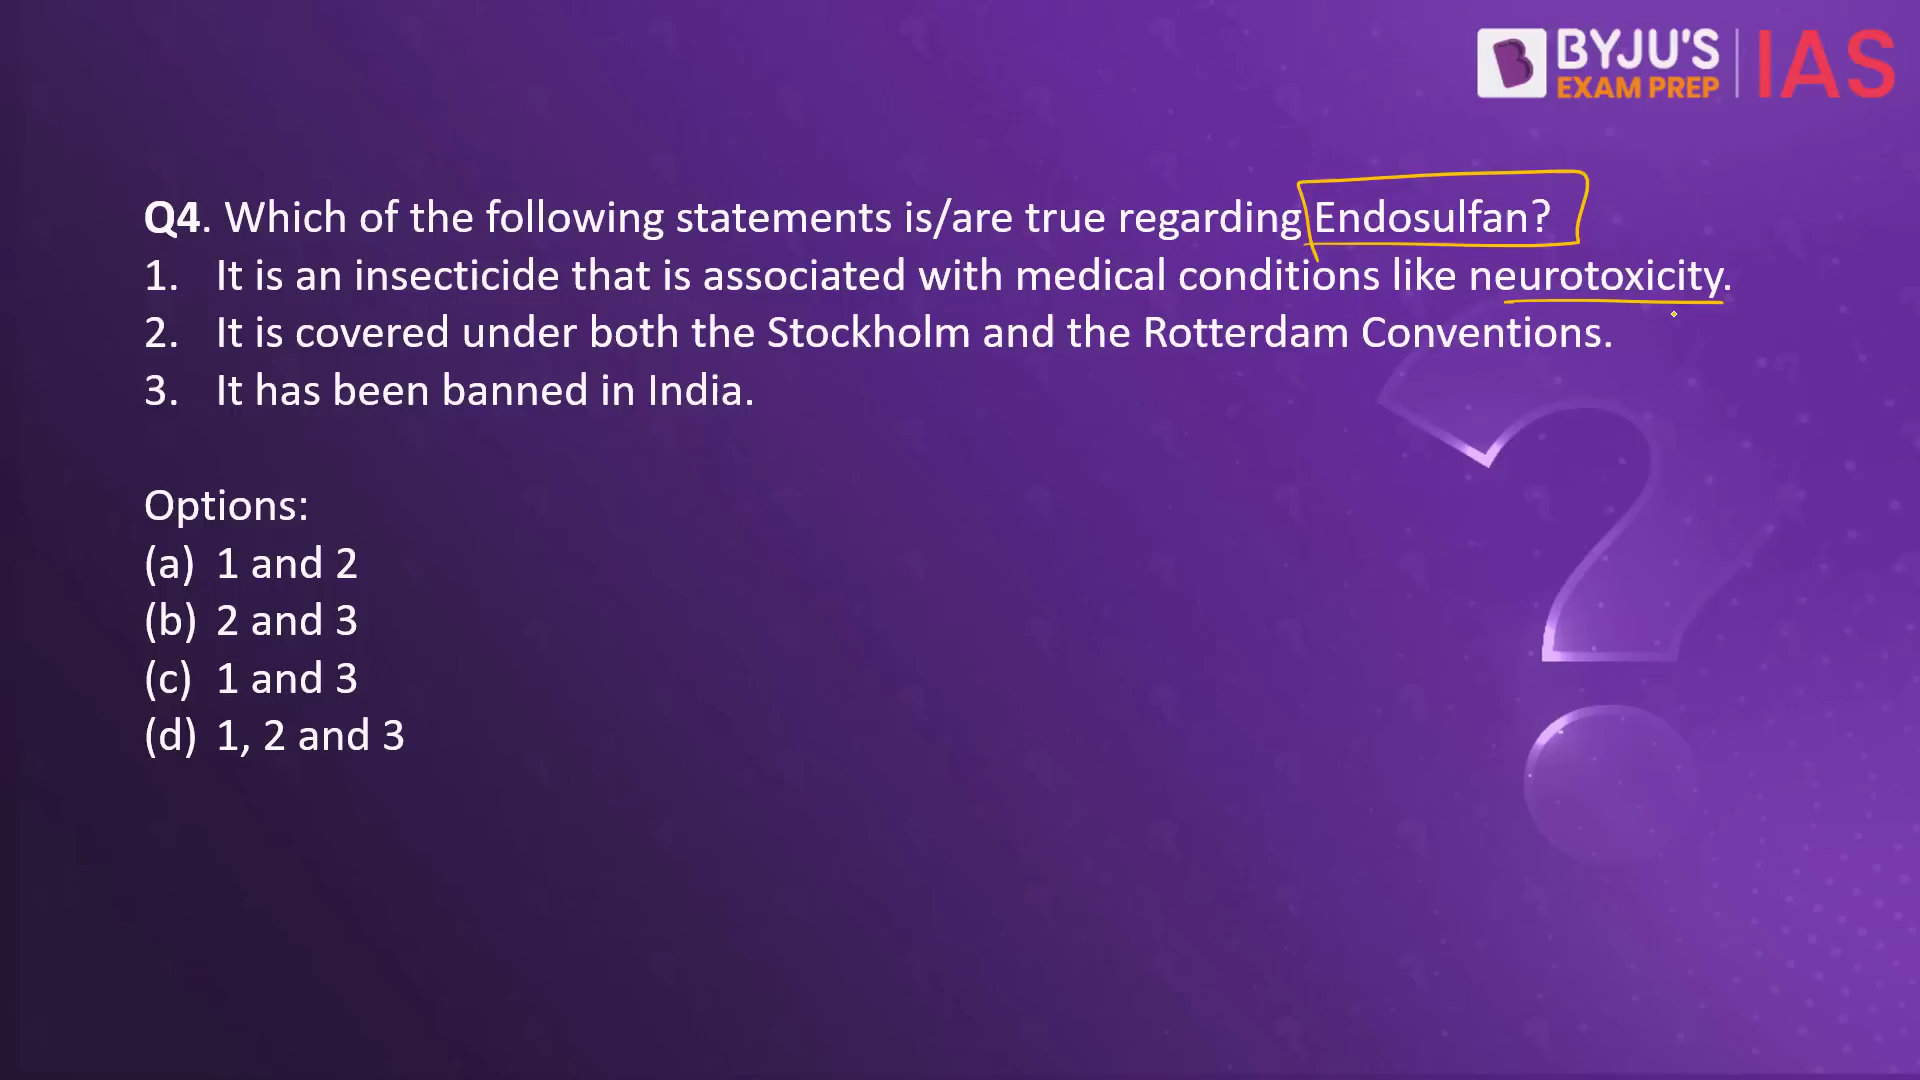 BYJU'S
EXAM PREP
IAS
Q4. Which of the following statements is/are true regarding Endosulfan?
1. It is an insecticide that is associated with medical conditions like neurotoxicity.
2. It is covered under both the Stockholm and the Rotterdam Conventions.
3. It has been banned in India.
Options:
(a) 1 and 2
(b) 2 and 3
(c) 1 and 3
(d) 1, 2 and 3